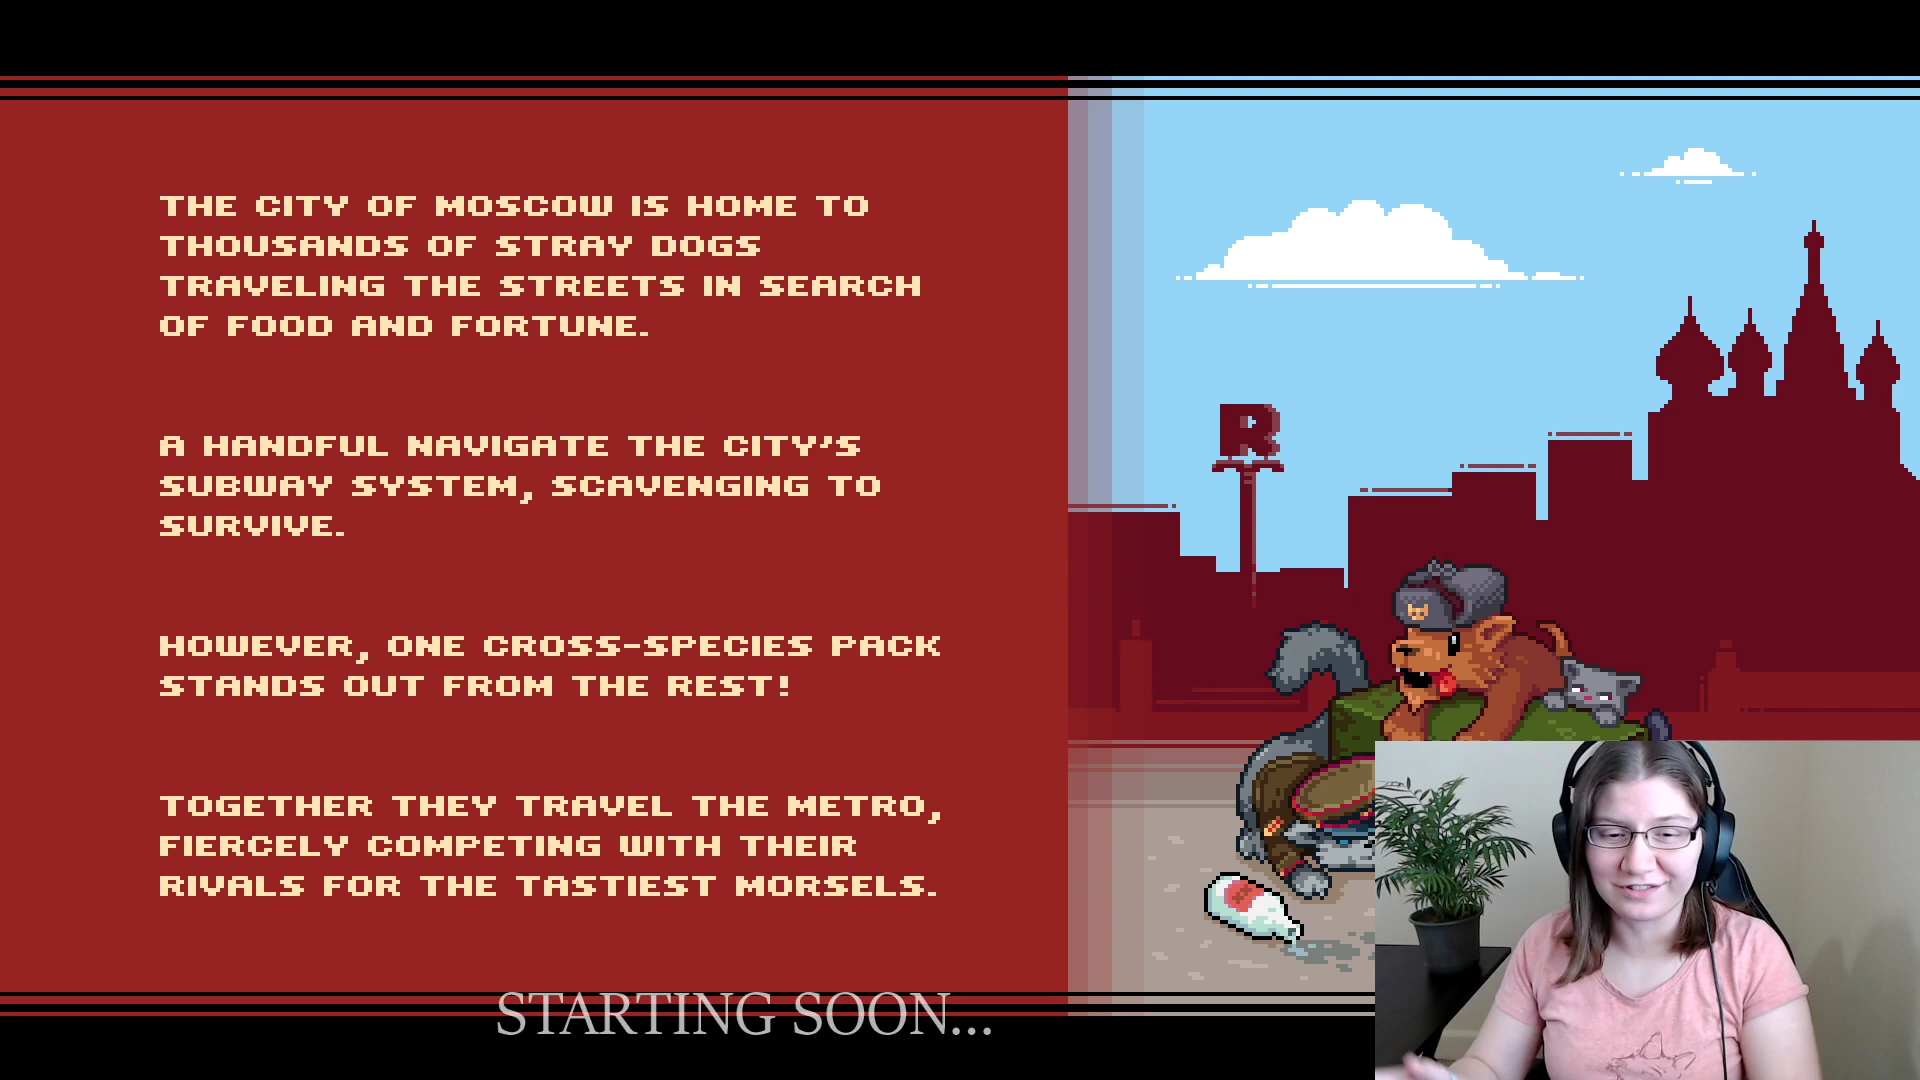 THE CITY OF MOSCOW IS HOME TO
THOUSANDS OF STRAY DOGS
TRAVELING THE STREETS IN SEARCH
OF FOOD AND FORTUNE.
A HANDFUL NAVIGATE THE CITY'S
SUBWAY SYSTEM, SCAVENGING TO
SURVIVE.
HOWEVER, ONE CROSS-SPECIES PACK
STANDS OUT FROM THE REST!
TOGETHER THEY TRAVEL THE METRO,
FIERCELY COMPETING WITH THEIR
RIVALS FOR THE TASTIEST MORSELS.
R
STARTING SOON...